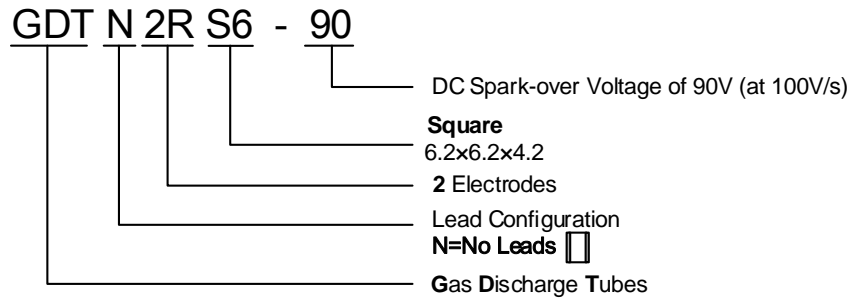 GDT N 2R S6 - 90
DC Spark-over Voltage of 90V (at 100V/s)
Square
6.2×6.2×4.2
2 Electrodes
Lead Configuration
N=No Leads
Gas Discharge Tubes